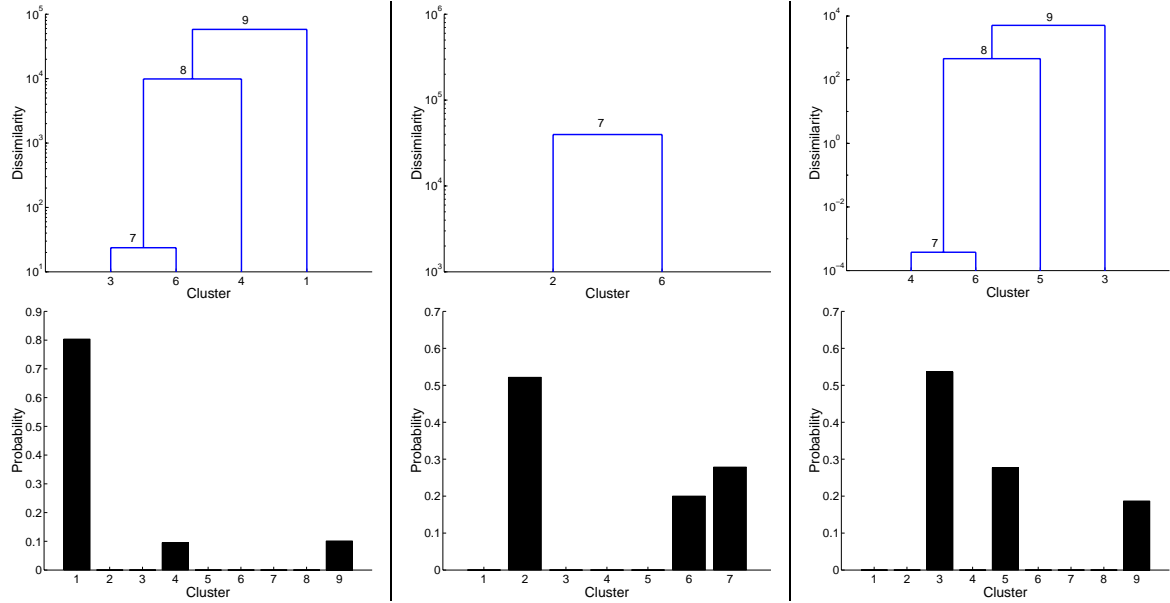 10^5
10^4
10^3
10^2
10^1
Dissimilarity
9
8
7
3 6 4 1
Cluster
10^6
10^5
10^4
10^3
Dissimilarity
7
2 6
Cluster
10^4
10^2
10^0
10^−2
10^−4
Dissimilarity
9
8
7
4 6 5 3
Cluster
0.9
0.8
0.7
0.6
0.5
0.4
0.3
0.2
0.1
0
Probability
1 2 3 4 5 6 7 8 9
Cluster
0.7
0.6
0.5
0.4
0.3
0.2
0.1
0
Probability
1 2 3 4 5 6 7
Cluster
0.7
0.6
0.5
0.4
0.3
0.2
0.1
0
Probability
1 2 3 4 5 6 7 8 9
Cluster